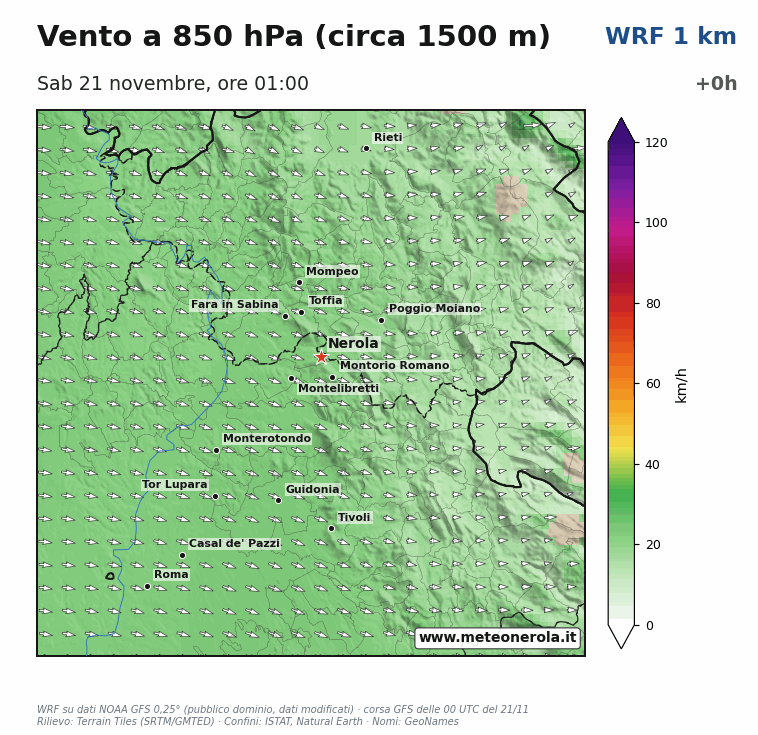 Vento a 850 hPa (circa 1500 m)
WRF 1 km
Sab 21 novembre, ore 01:00
+0h
Rieti
Mompeo
Fara in Sabina
Toffia
Poggio Moiano
Nerola
Montorio Romano
Montelibretti
Monterotondo
Tor Lupara
Guidonia
Tivoli
Casal de' Pazzi
Roma
www.meteonerola.it
120
100
80
60
40
20
0
km/h
WRF su dati NOAA GFS 0,25° (pubblico dominio, dati modificati) · corsa GFS delle 00 UTC del 21/11
Rilievo: Terrain Tiles (SRTM/GMTED) · Confini: ISTAT, Natural Earth · Nomi: GeoNames